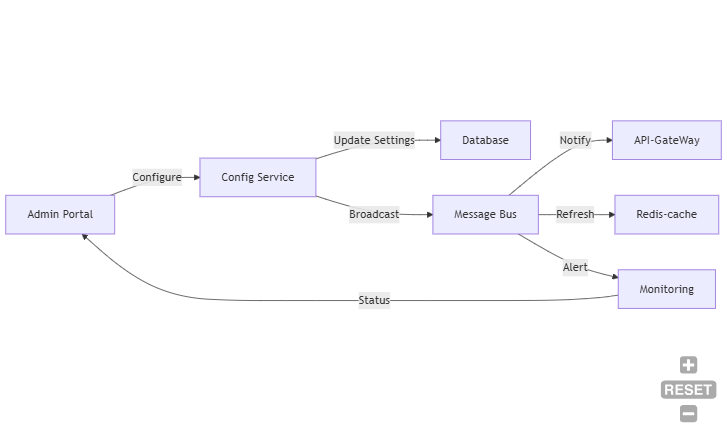 Update Settings
Database
Notify
API-GateWay
Configure
Config Service
Admin Portal
Broadcast
Message Bus
Refresh
Redis-cache
Alert
Monitoring
Status
RESET